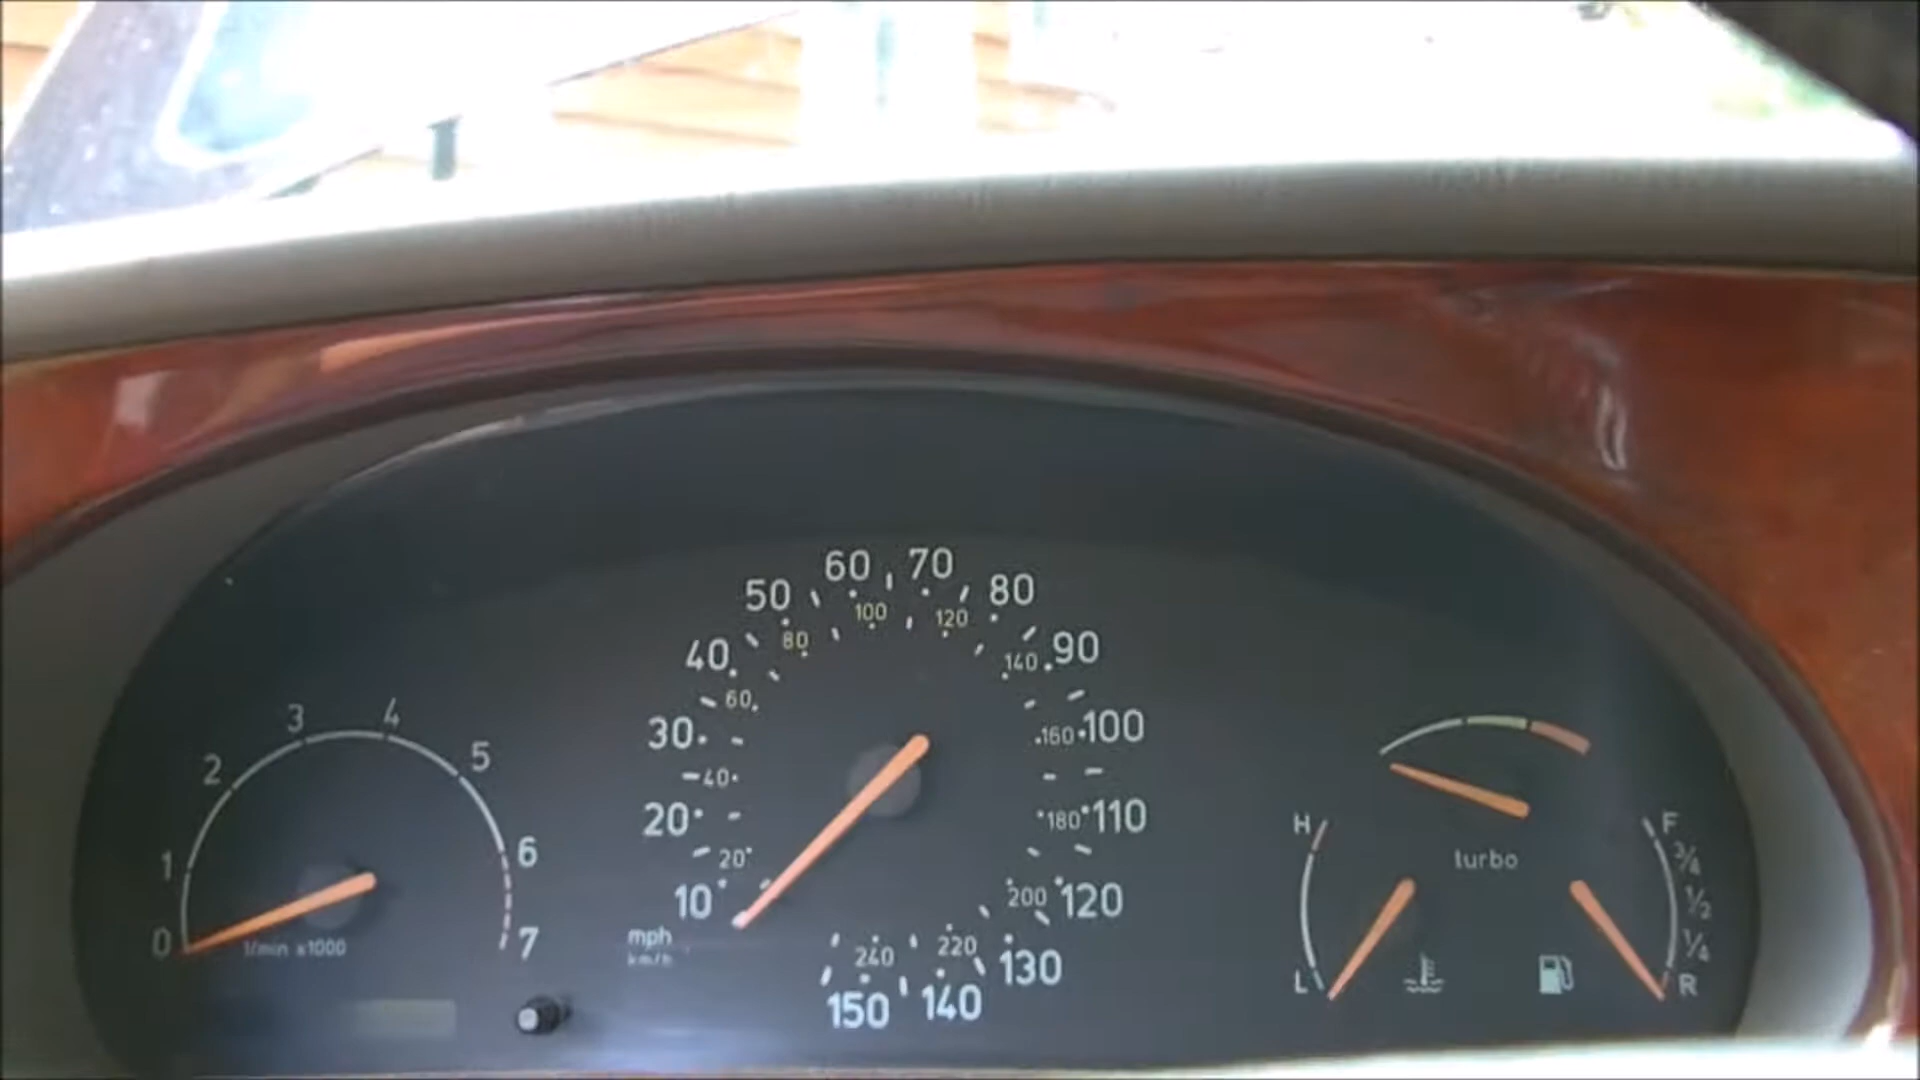 0 1 2 3 4 5 6 7
1/min x1000
10 20 30 40 50 60 70 80 90 100 110 120 130 140 150
20 40 60 80 100 120 140 160 180 200 220 240
mph
km/h
turbo
H
L
F
3/4
1/2
1/4
R